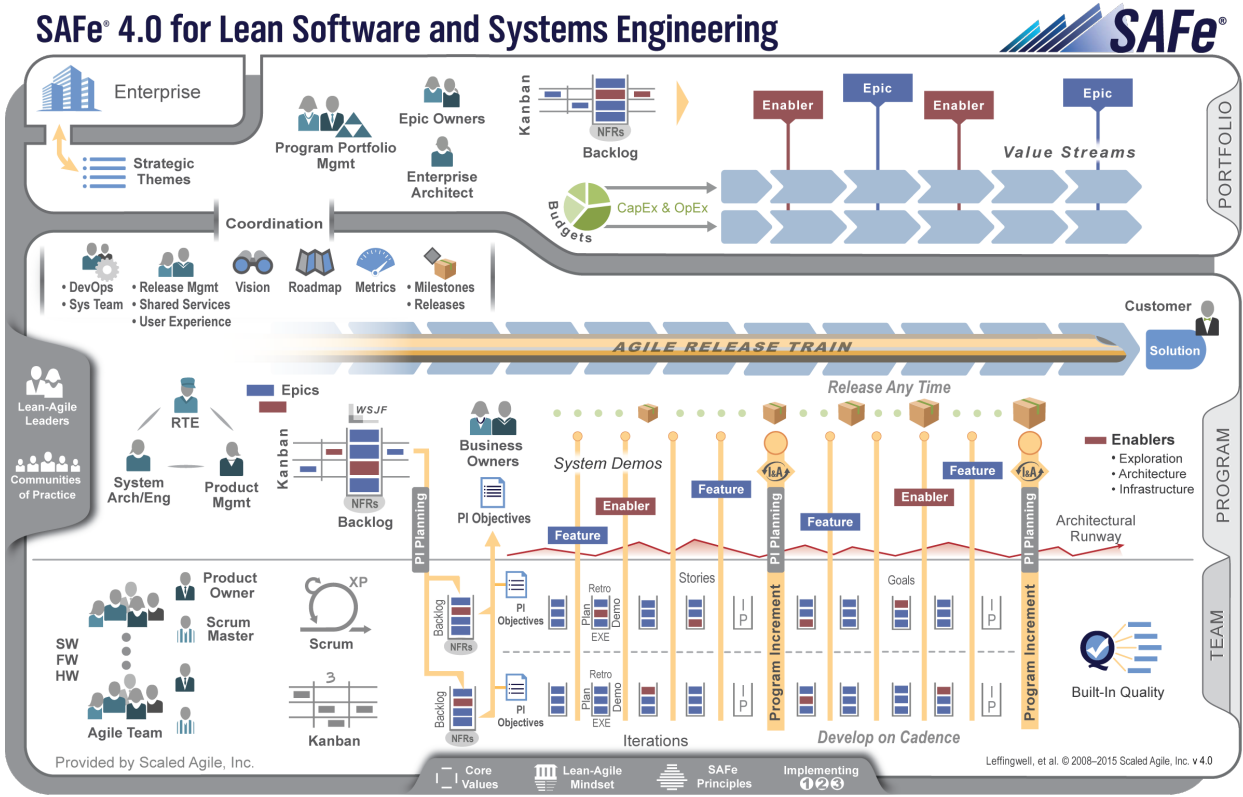 SAFe® 4.0 for Lean Software and Systems Engineering
SAFe®
Enterprise
Strategic
Themes
Program Portfolio
Mgmt
Epic Owners
Enterprise
Architect
Kanban
NFRs
Backlog
Enabler
Epic
Enabler
Epic
Value Streams
Budgets
CapEx & OpEx
PORTFOLIO
Coordination
• DevOps
• Sys Team
• Release Mgmt
• Shared Services
• User Experience
Vision
Roadmap
Metrics
• Milestones
• Releases
Customer
AGILE RELEASE TRAIN
Solution
Release Any Time
Lean-Agile
Leaders
Communities
of Practice
RTE
System
Arch/Eng
Product
Mgmt
Epics
WSJF
Kanban
NFRs
Backlog
PI Planning
Business
Owners
PI Objectives
System Demos
Feature
Enabler
Feature
I&A
PI Planning
Feature
Enabler
Feature
I&A
PI Planning
Enablers
• Exploration
• Architecture
• Infrastructure
Architectural
Runway
PROGRAM
Product
Owner
Scrum
Master
SW
FW
HW
Agile Team
XP
Scrum
3
Kanban
Backlog
NFRs
PI
Objectives
Plan
Retro
EXE
Demo
Stories
I
P
Goals
I
P
Backlog
NFRs
PI
Objectives
Plan
Retro
EXE
Demo
I
P
I
P
Program Increment
Program Increment
Iterations
Develop on Cadence
Built-In Quality
TEAM
Provided by Scaled Agile, Inc.
Leffingwell, et al. © 2008–2015 Scaled Agile, Inc. v 4.0
Core
Values
Lean-Agile
Mindset
SAFe
Principles
Implementing
1 2 3